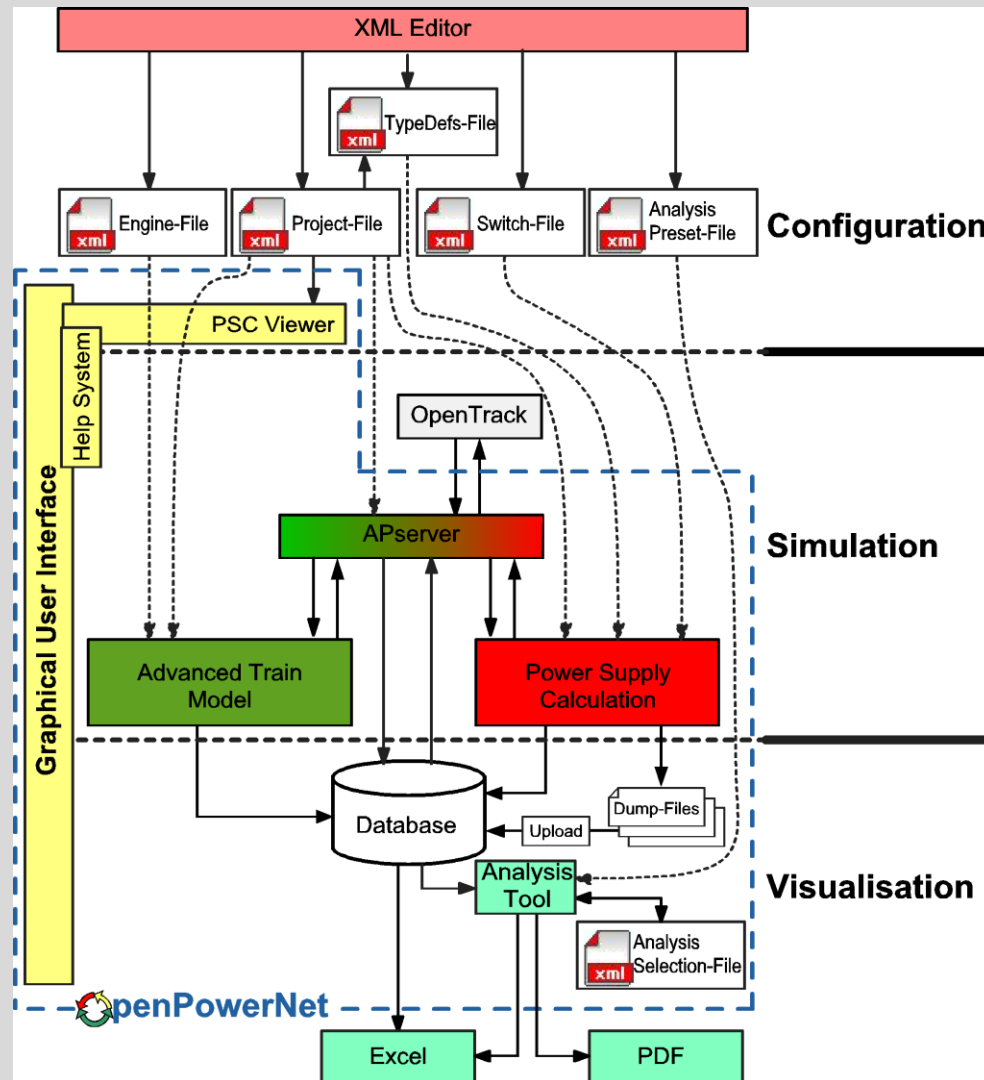 XML Editor
xml
TypeDefs-File
xml
Engine-File
xml
Project-File
xml
Switch-File
xml
Analysis
Preset-File
Configuration
PSC Viewer
Help System
Graphical User Interface
OpenTrack
APserver
Simulation
Advanced Train
Model
Power Supply
Calculation
Database
Dump-Files
Upload
Analysis
Tool
Visualisation
xml
Analysis
Selection-File
penPowerNet
Excel
PDF